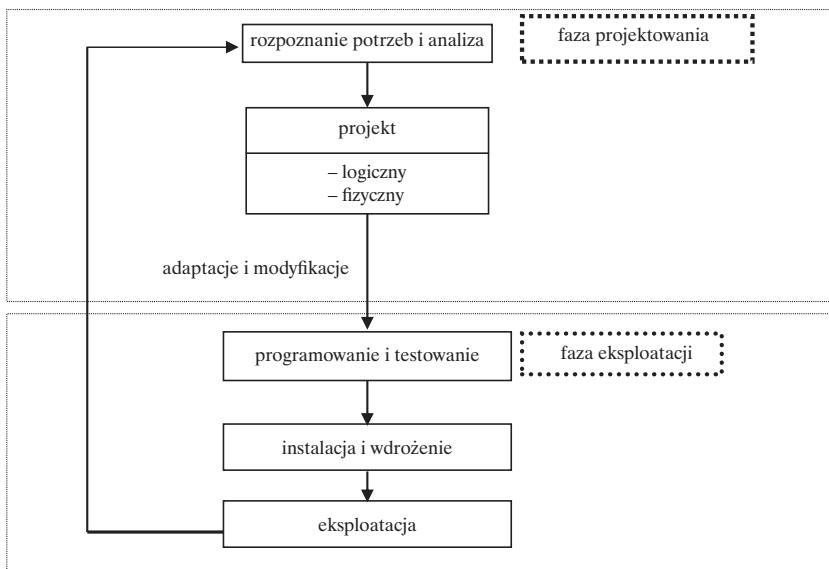 rozpoznanie potrzeb i analiza
faza projektowania
projekt
– logiczny
– fizyczny
adaptacje i modyfikacje
programowanie i testowanie
faza eksploatacji
instalacja i wdrożenie
eksploatacja